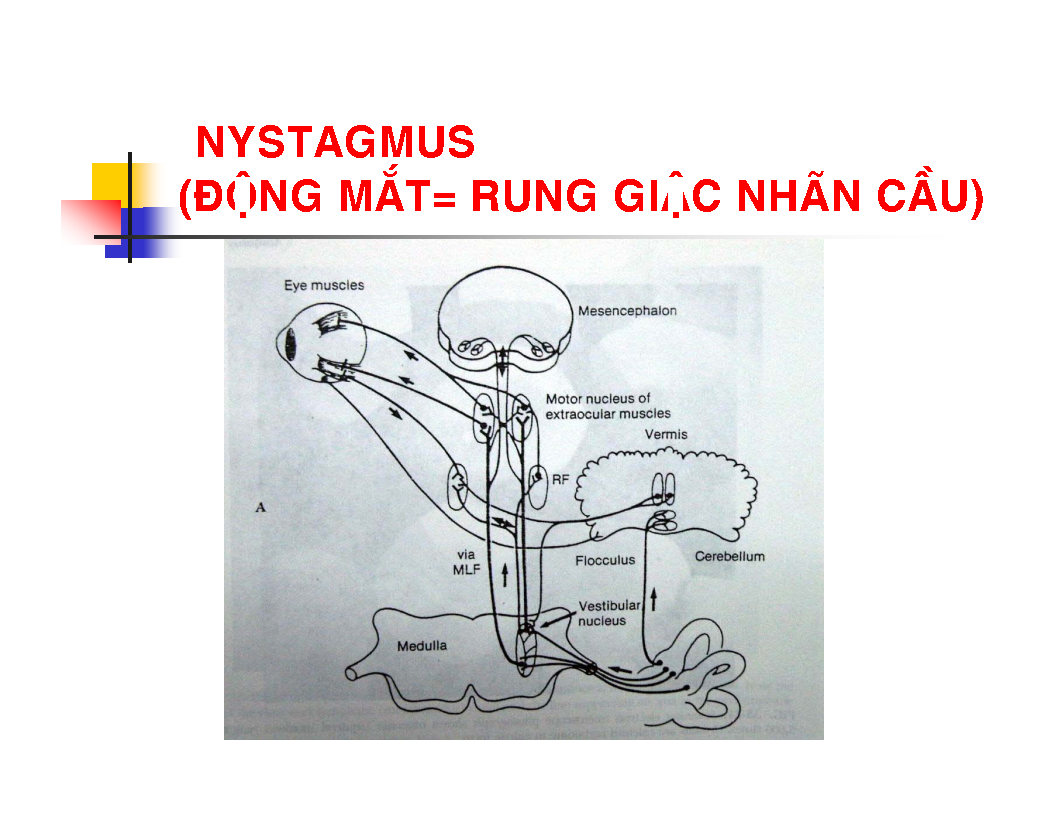 NYSTAGMUS
(ĐỘNG MẮT= RUNG GIẬC NHÃN CẦU)
Eye muscles
Mesencephalon
Motor nucleus of
extraocular muscles
Vermis
RF
A
via
MLF
Flocculus
Cerebellum
Vestibular
nucleus
Medulla